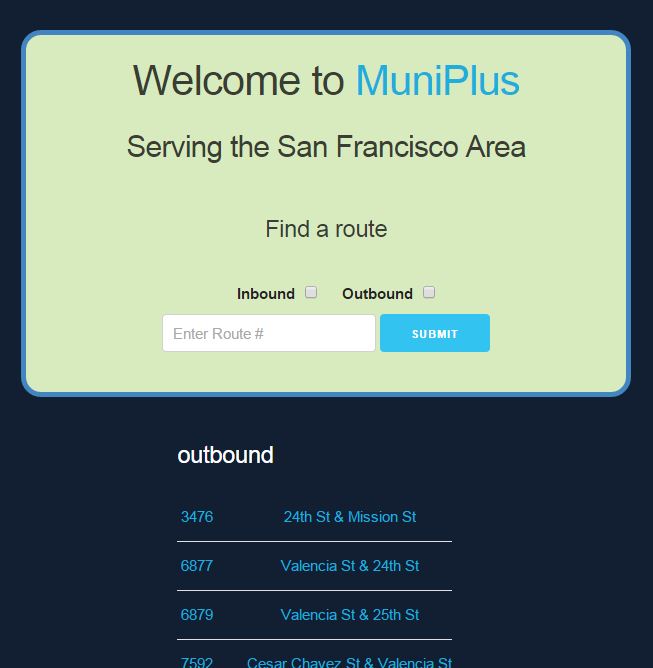 Welcome to MuniPlus
Serving the San Francisco Area
Find a route
Inbound Outbound
Enter Route # SUBMIT
outbound
3476 24th St & Mission St
6877 Valencia St & 24th St
6879 Valencia St & 25th St
7592 Cesar Chavez St & Valencia St